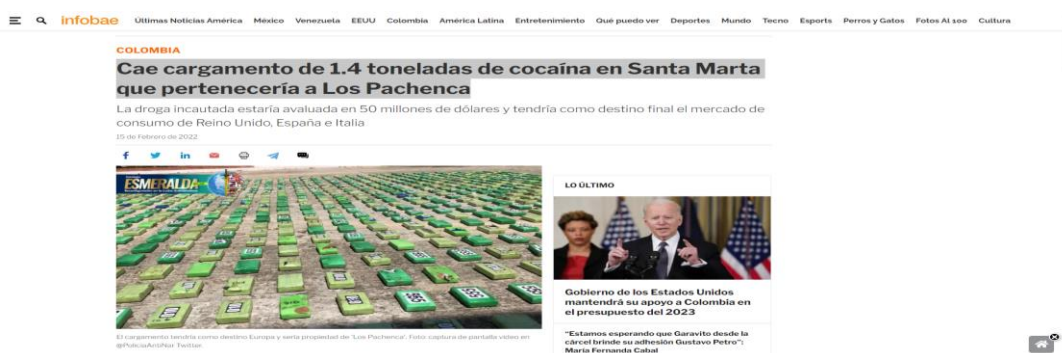 infobae Últimas Noticias América México Venezuela EEUU Colombia América Latina Entretenimiento Qué puedo ver Deportes Mundo Tecno Esports Perros y Gatos Fotos Al 100 Cultura
COLOMBIA
Cae cargamento de 1.4 toneladas de cocaína en Santa Marta
que pertenecería a Los Pachenca
La droga incautada estaría avaluada en 50 millones de dólares y tendría como destino final el mercado de
consumo de Reino Unido, España e Italia
15 de Febrero de 2022
ESMERALDA
El cargamento tendría como destino Europa y sería propiedad de 'Los Pachenca'. Foto: captura de pantalla video en
@PoliciaAntiNar Twitter.
LO ÚLTIMO
Gobierno de los Estados Unidos
mantendrá su apoyo a Colombia en
el presupuesto del 2023
"Estamos esperando que Garavito desde la
cárcel brinde su adhesión Gustavo Petro":
María Fernanda Cabal